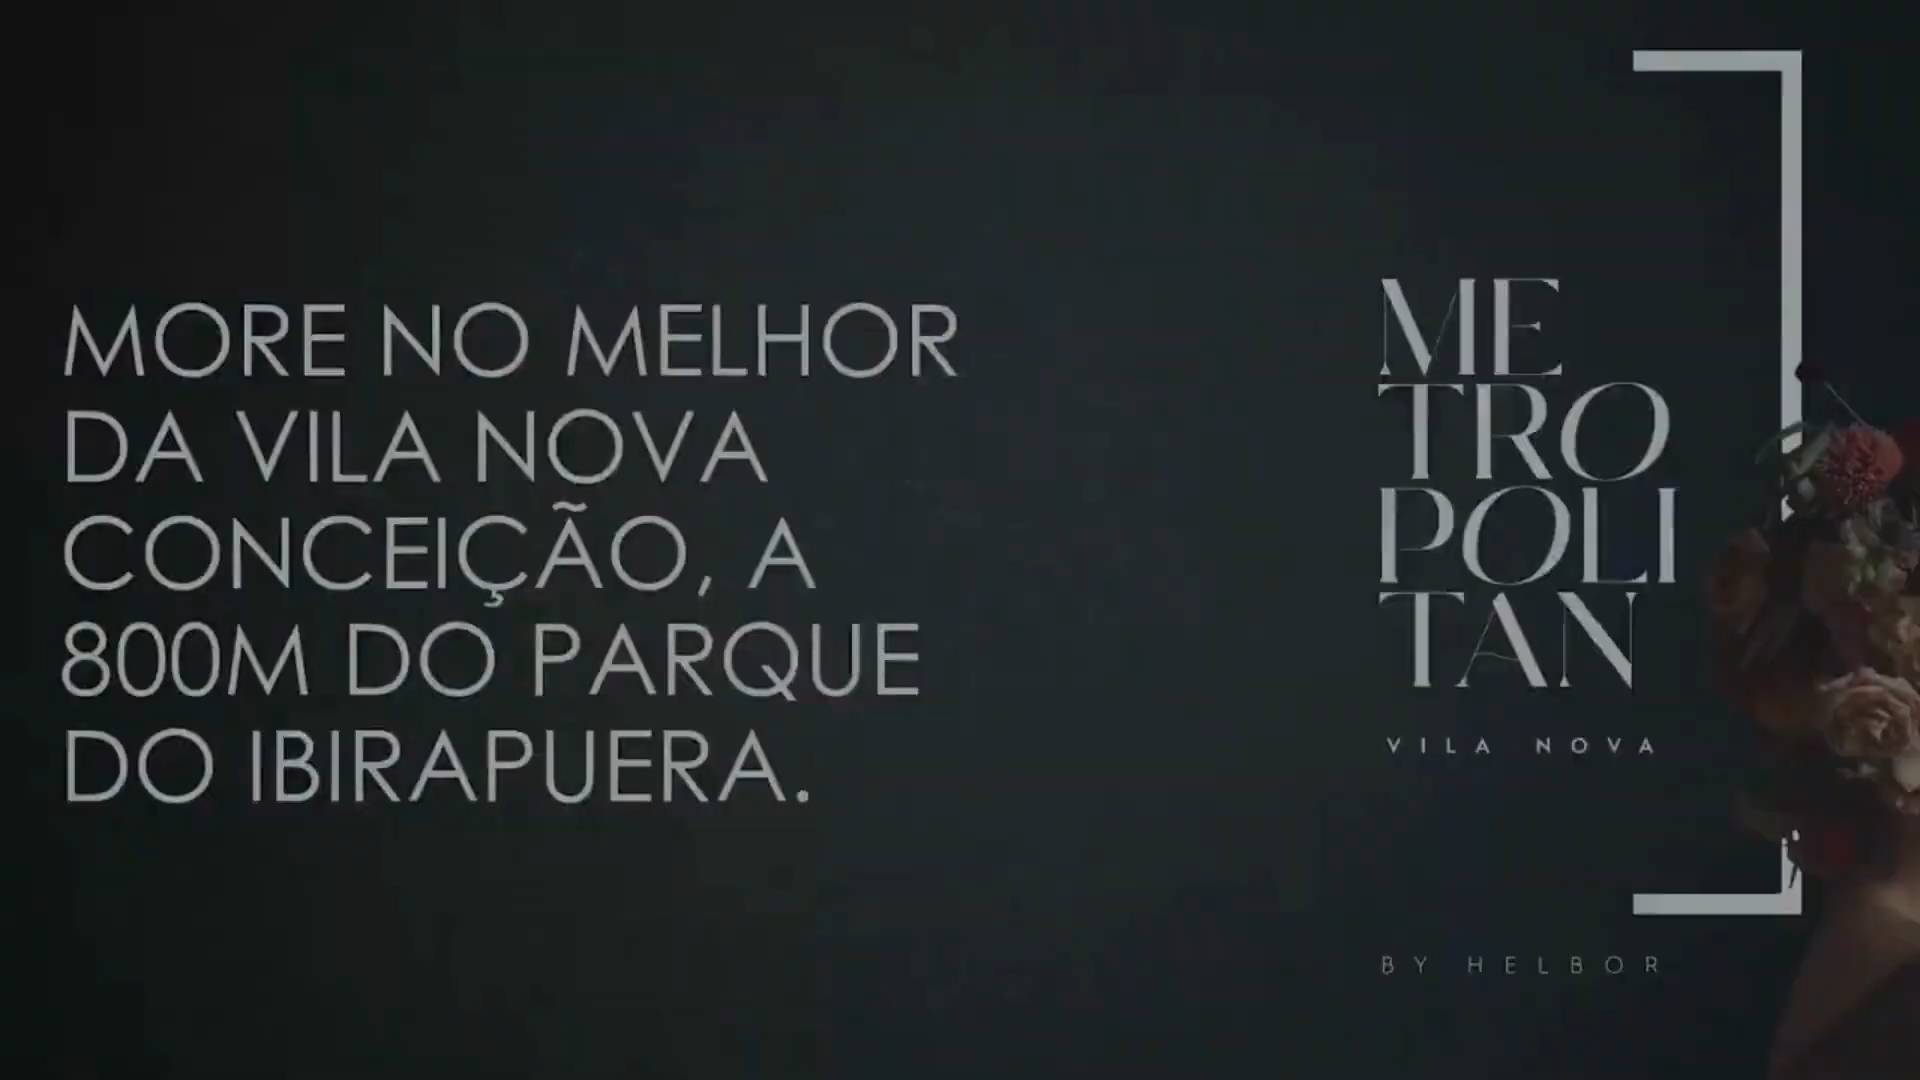 MORE NO MELHOR
DA VILA NOVA
CONCEIÇÃO, A
800M DO PARQUE
DO IBIRAPUERA.
ME
TRO
POLI
TAN
VILA NOVA
BY HELBOR